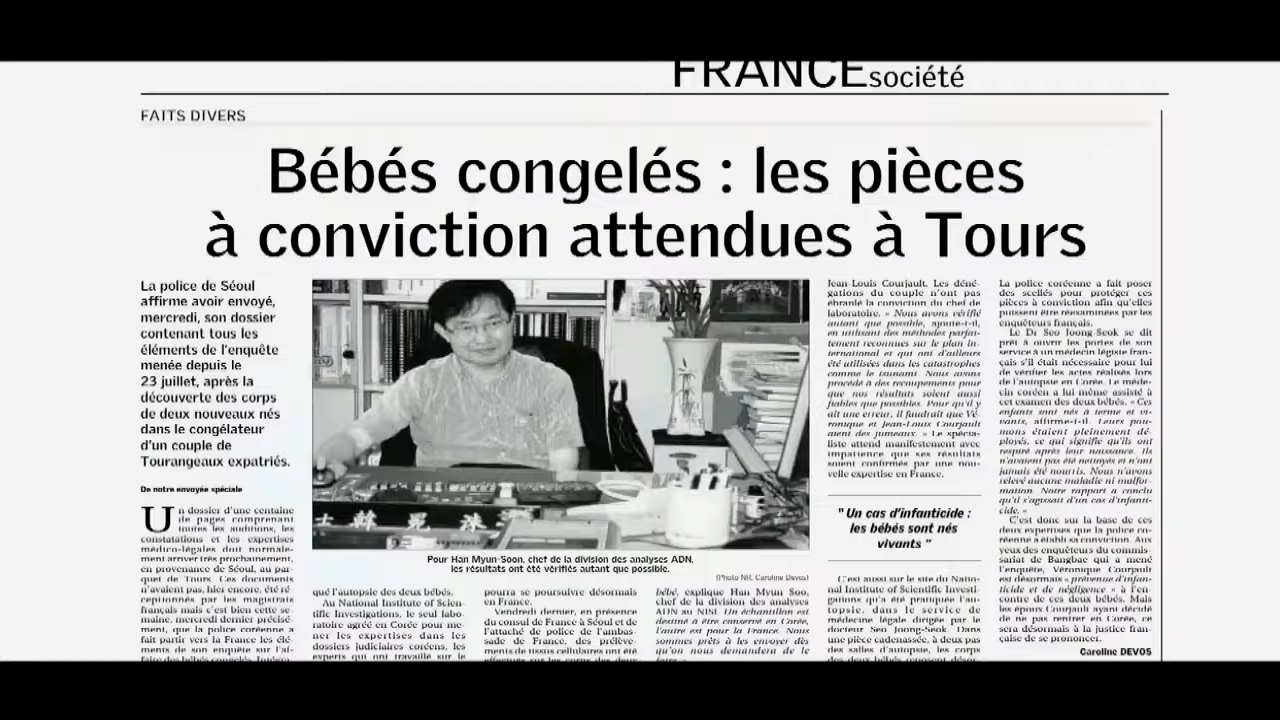 FRANCE société
FAITS DIVERS
Bébés congelés : les pièces
à conviction attendues à Tours
La police de Séoul
affirme avoir envoyé,
mercredi, son dossier
contenant tous les
éléments de l'enquête
menée depuis le
23 juillet, après la
découverte des corps
de deux nouveaux nés
dans le congélateur
d'un couple de
Tourangeaux expatriés.
De notre envoyée spéciale
Un dossier d'une centaine
de pages comprenant
toutes les auditions, les
constatations et les expertises
médico-légales doit normale-
ment arriver très prochainement,
en provenance de Séoul, au par-
quet de Tours. Ces documents
n'avaient pas, hier encore, été ré-
ceptionnés par les magistrats
français mais c'est bien cette se-
maine, mercredi dernier précisé-
ment, que la police coréenne a
fait partir vers la France les élé-
ments de son enquête sur l'af-
faire des bébés congelés.
Pour Han Myun-Soon, chef de la division des analyses ADN,
les résultats ont été vérifiés autant que possible.
(Photo NR, Caroline Devos)
qué l'autopsie des deux bébés.
Au National Institute of Scien-
tific Investigations, le seul labo-
ratoire agréé en Corée pour me-
ner les expertises dans les
dossiers judiciaires coréens, les
experts qui ont travaillé sur le
pourra se poursuivre désormais
en France.
Vendredi dernier, en présence
du consul de France à Séoul et de
l'attaché de police de l'ambas-
sade de France, des prélève-
ments de tissus cellulaires ont été
effectués sur les corps des deux
bébé, explique Han Myun Soo,
chef de la division des analyses
ADN au NISI. Un échantillon est
destiné à être conservé en Corée,
l'autre est pour la France. Nous
sommes prêts à les envoyer dès
qu'on nous demandera de le
faire. »
Jean-Louis Courjault. Les déné-
gations du couple n'ont pas
ébranlé la conviction du chef de
laboratoire. « Nous avons vérifié
autant que possible, ajoute-t-il,
en utilisant des méthodes parfai-
tement reconnues sur le plan in-
ternational et qui ont d'ailleurs
été utilisées dans les catastrophes
comme le tsunami. Nous avons
procédé à des recoupements pour
que nos résultats soient aussi
fiables que possibles. Pour qu'il y
ait une erreur, il faudrait que Vé-
ronique et Jean-Louis Courjault
aient des jumeaux. » Le spécia-
liste attend manifestement avec
impatience que ses résultats
soient confirmés par une nou-
velle expertise en France.
" Un cas d'infanticide :
les bébés sont nés
vivants "
C'est aussi sur le site du Natio-
nal Institute of Scientific Investi-
gations qu'a été pratiquée l'au-
topsie, dans le service de
médecine légale dirigée par le
docteur Seo Joong-Seok. Dans
une pièce cadenassée, à deux pas
des salles d'autopsie, les corps
des deux bébés reposent désor-
La police coréenne a fait poser
des scellés pour protéger ces
pièces à conviction afin qu'elles
puissent être réexaminées par les
enquêteurs français.
Le Dr Seo Joong-Seok se dit
prêt à ouvrir les portes de son
service à un médecin légiste fran-
çais s'il était nécessaire pour lui
de vérifier les actes réalisés lors
de l'autopsie en Corée. Le méde-
cin coréen a lui même assisté à
cet examen des deux bébés. « Ces
enfants sont nés à terme et vi-
vants, affirme-t-il. Leurs pou-
mons étaient pleinement dé-
ployés, ce qui signifie qu'ils ont
respiré après leur naissance. Ils
n'avaient pas été nettoyés et n'ont
jamais été nourris. Nous n'avons
relevé aucune maladie ni malfor-
mation. Notre rapport a conclu
qu'il s'agissait d'un cas d'infanti-
cide. »
C'est donc sur la base de ces
deux expertises que la police co-
réenne a établi sa conviction. Aux
yeux des enquêteurs du commis-
sariat de Bangbae qui a mené
l'enquête, Véronique Courjault
est désormais « prévenue d'infan-
ticide et de négligence » à l'en-
contre de ces deux bébés. Mais
les époux Courjault ayant décidé
de ne pas rentrer en Corée, ce
sera désormais à la justice fran-
çaise de se prononcer.
Caroline DEVOS